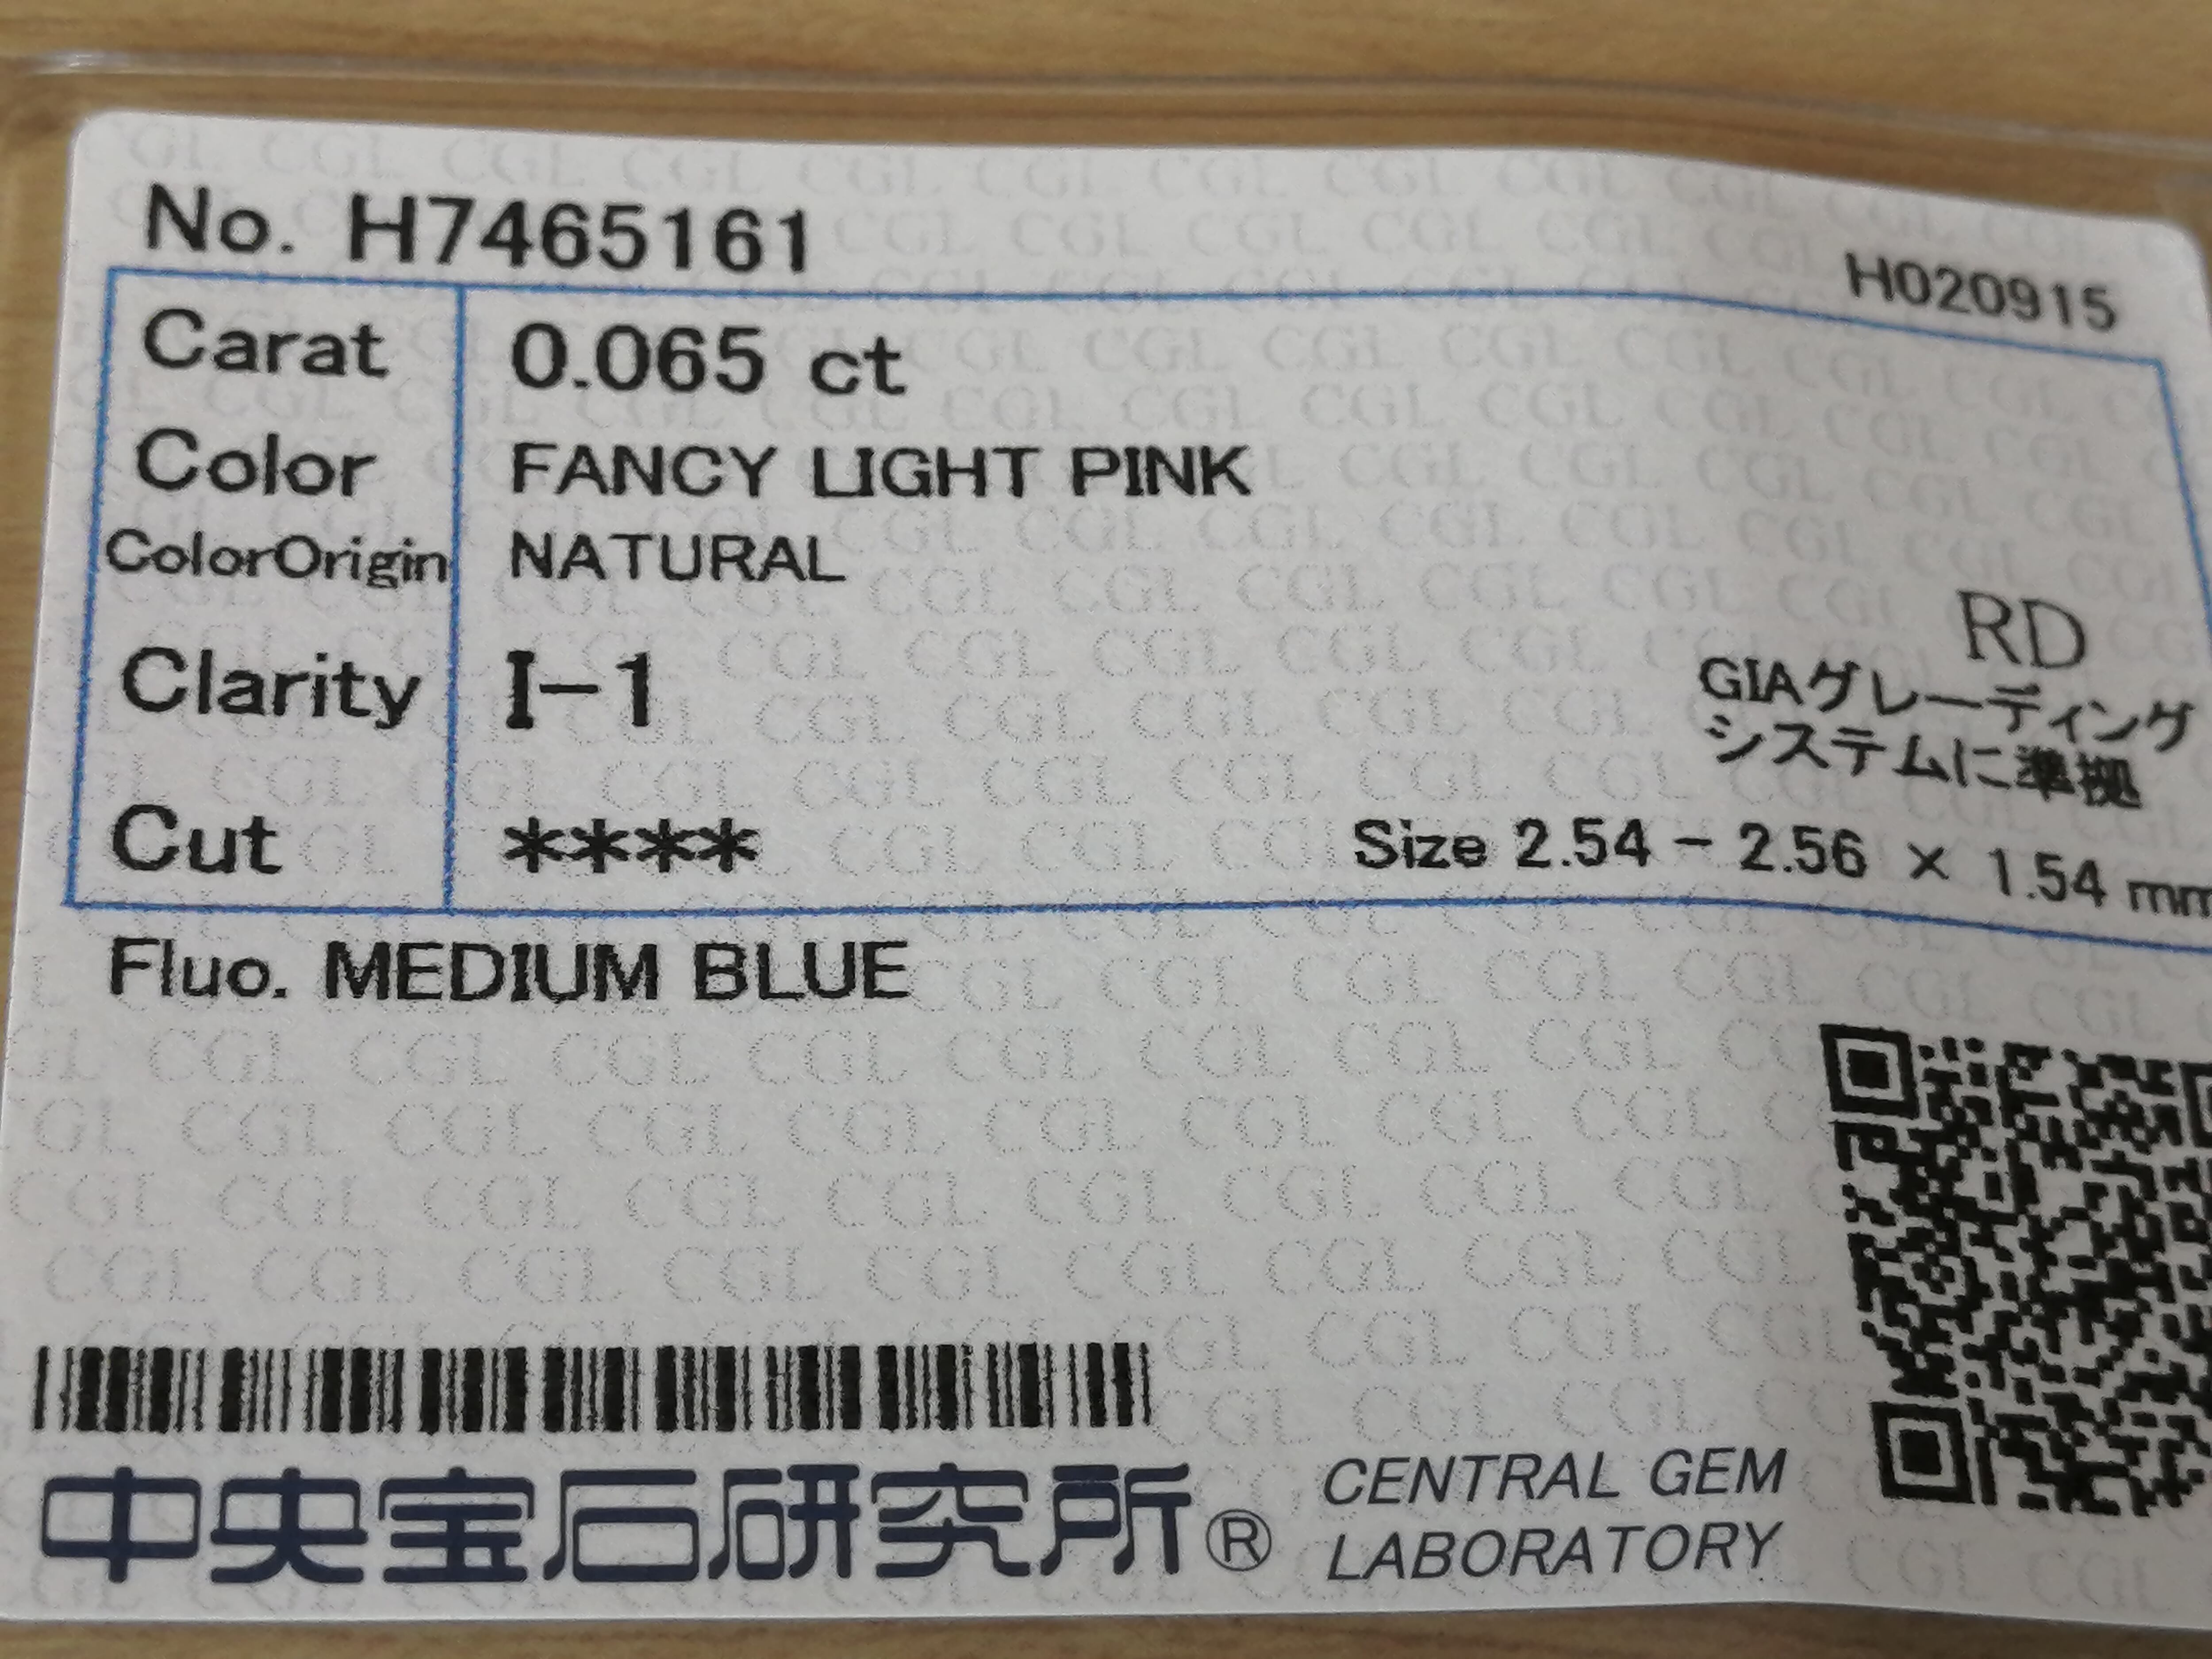 No. H7465161
H020915
Carat 0.065 ct
Color FANCY LIGHT PINK
ColorOrigin NATURAL
Clarity I-1
RD
GIAグレーディング
システムに準拠
Cut ****
Size 2.54 - 2.56 × 1.54 mm
Fluo. MEDIUM BLUE
中央宝石研究所®
CENTRAL GEM
LABORATORY